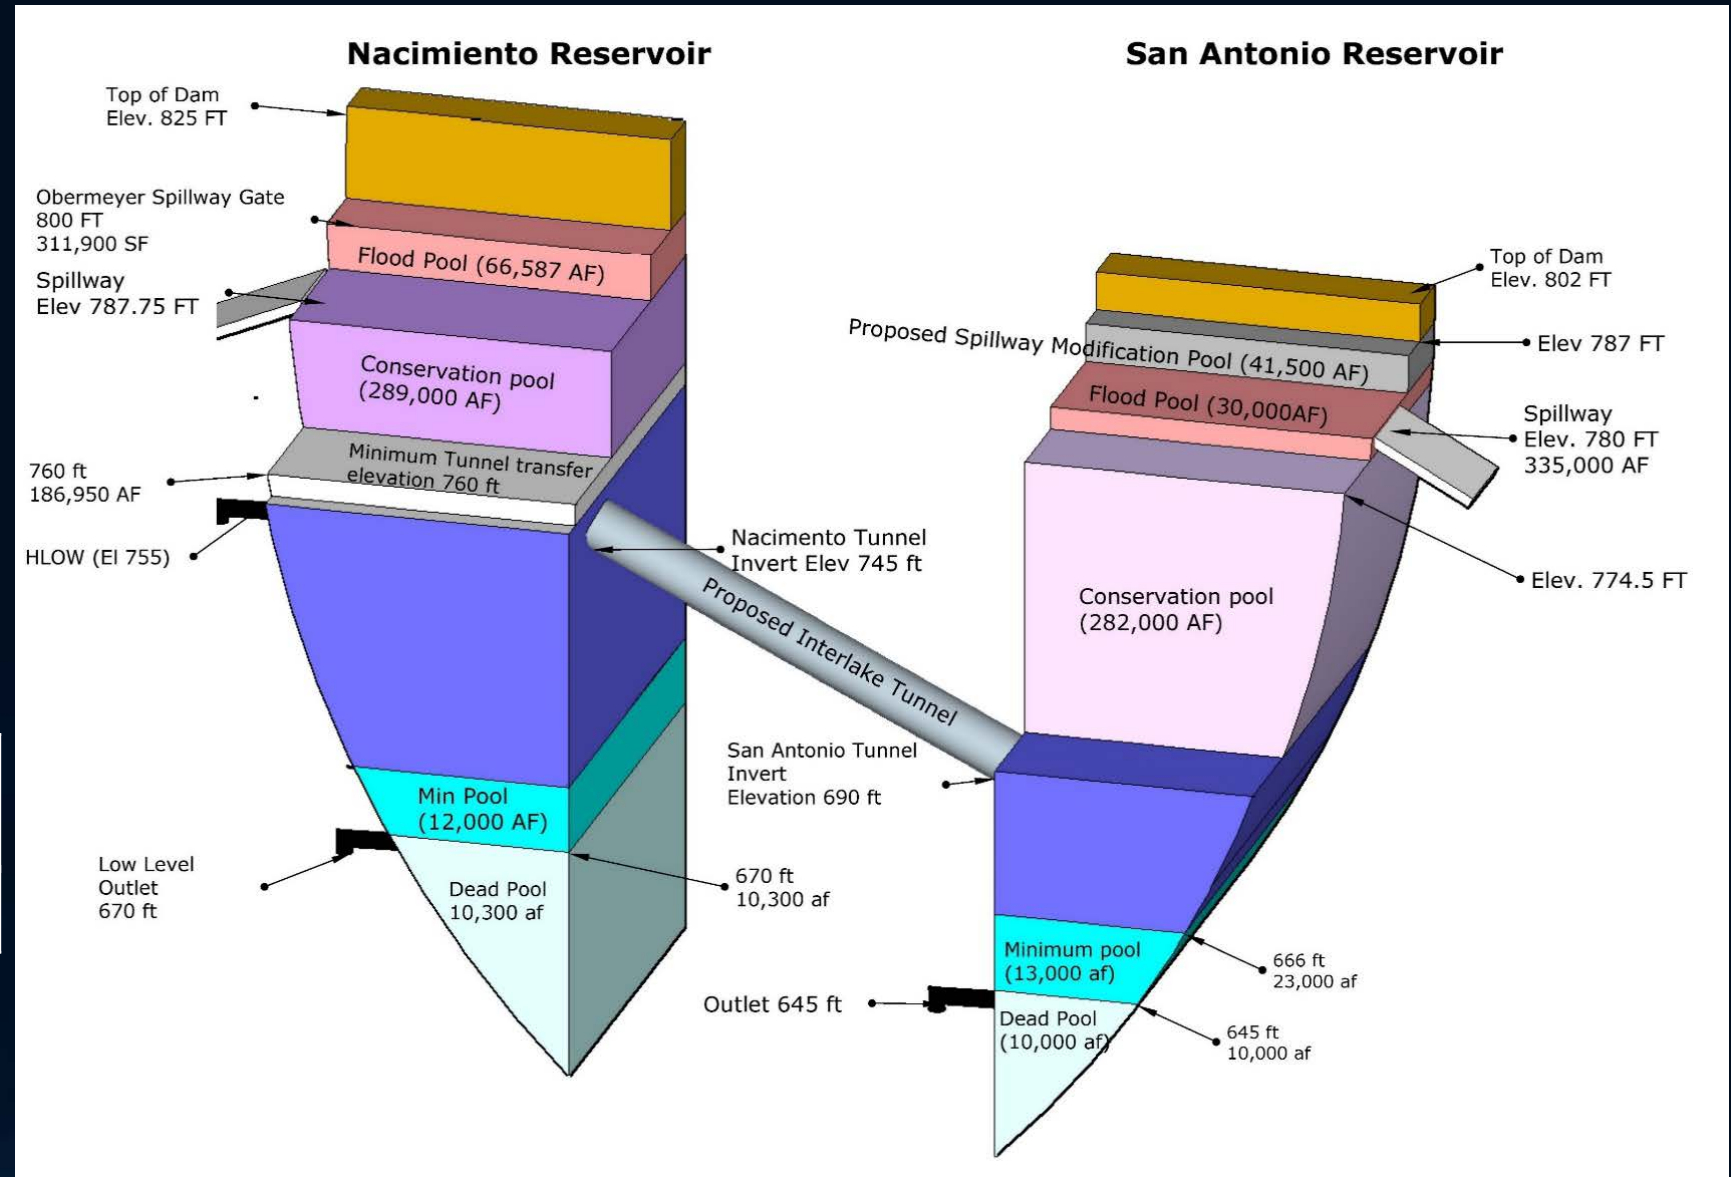 Nacimiento Reservoir
San Antonio Reservoir
Top of Dam
Elev. 825 FT
Obermeyer Spillway Gate
800 FT
311,900 SF
Flood Pool (66,587 AF)
Spillway
Elev 787.75 FT
Conservation pool
(289,000 AF)
Minimum Tunnel transfer
elevation 760 ft
760 ft
186,950 AF
HLOW (El 755)
Nacimento Tunnel
Invert Elev 745 ft
Proposed Interlake Tunnel
Min Pool
(12,000 AF)
Low Level
Outlet
670 ft
Dead Pool
10,300 af
670 ft
10,300 af
Top of Dam
Elev. 802 FT
Proposed Spillway Modification Pool (41,500 AF)
Elev 787 FT
Flood Pool (30,000AF)
Spillway
Elev. 780 FT
335,000 AF
Elev. 774.5 FT
Conservation pool
(282,000 AF)
San Antonio Tunnel
Invert
Elevation 690 ft
Minimum pool
(13,000 af)
666 ft
23,000 af
Outlet 645 ft
Dead Pool
(10,000 af)
645 ft
10,000 af